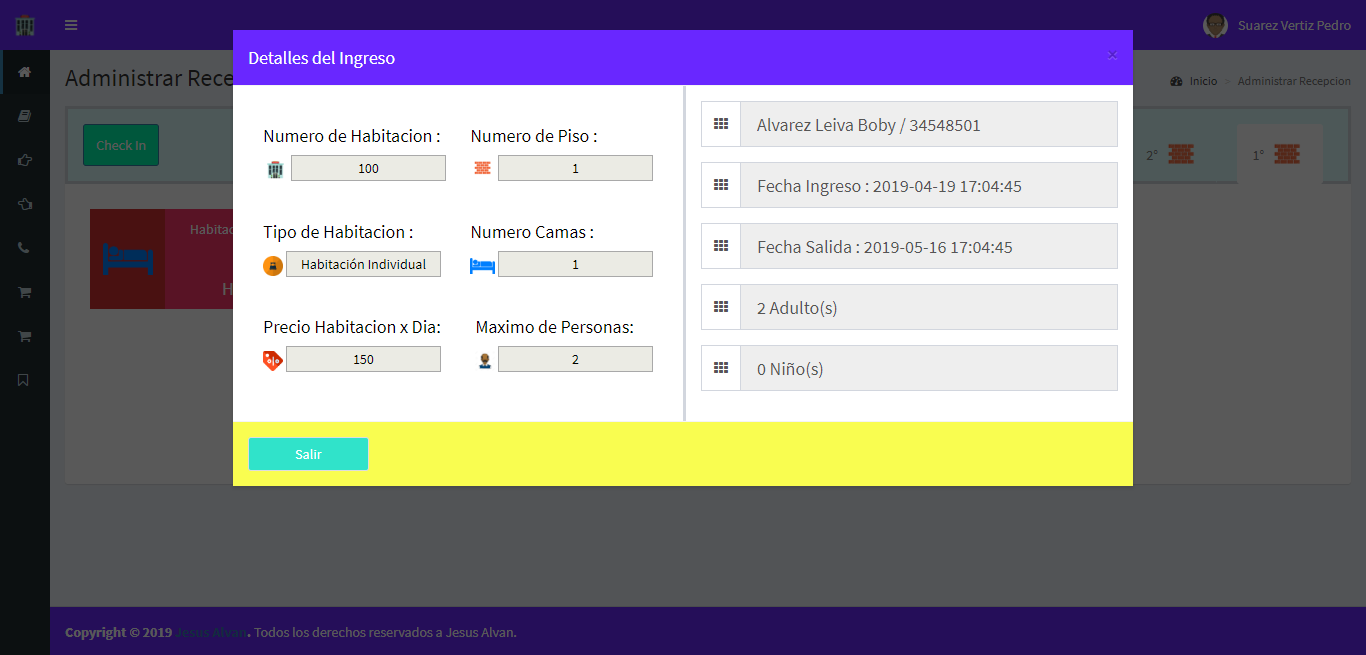 Suarez Vertiz Pedro
Detalles del Ingreso
×
Administrar Rece
Inicio > Administrar Recepcion
Check In
2°
1°
Habitac
H
Numero de Habitacion :
100
Numero de Piso :
1
Tipo de Habitacion :
Habitación Individual
Numero Camas :
1
Precio Habitacion x Dia:
150
Maximo de Personas:
2
Alvarez Leiva Boby / 34548501
Fecha Ingreso : 2019-04-19 17:04:45
Fecha Salida : 2019-05-16 17:04:45
2 Adulto(s)
0 Niño(s)
Salir
Copyright © 2019 Jesus Alvan. Todos los derechos reservados a Jesus Alvan.